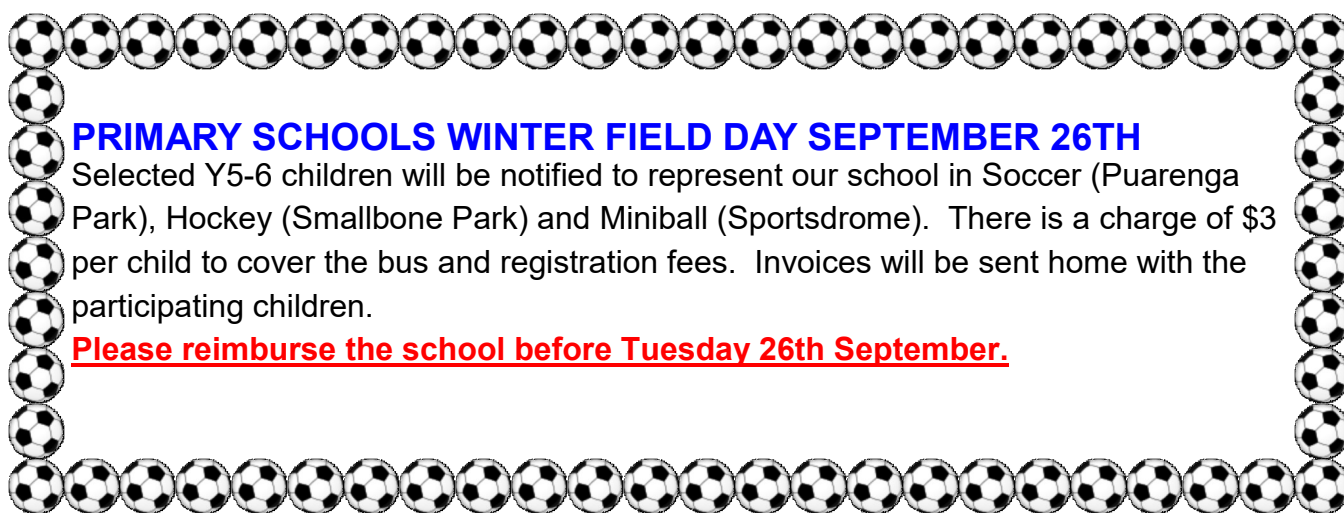 PRIMARY SCHOOLS WINTER FIELD DAY SEPTEMBER 26TH
Selected Y5-6 children will be notified to represent our school in Soccer (Puarenga
Park), Hockey (Smallbone Park) and Miniball (Sportsdrome).  There is a charge of $3
per child to cover the bus and registration fees.  Invoices will be sent home with the
participating children.
Please reimburse the school before Tuesday 26th September.